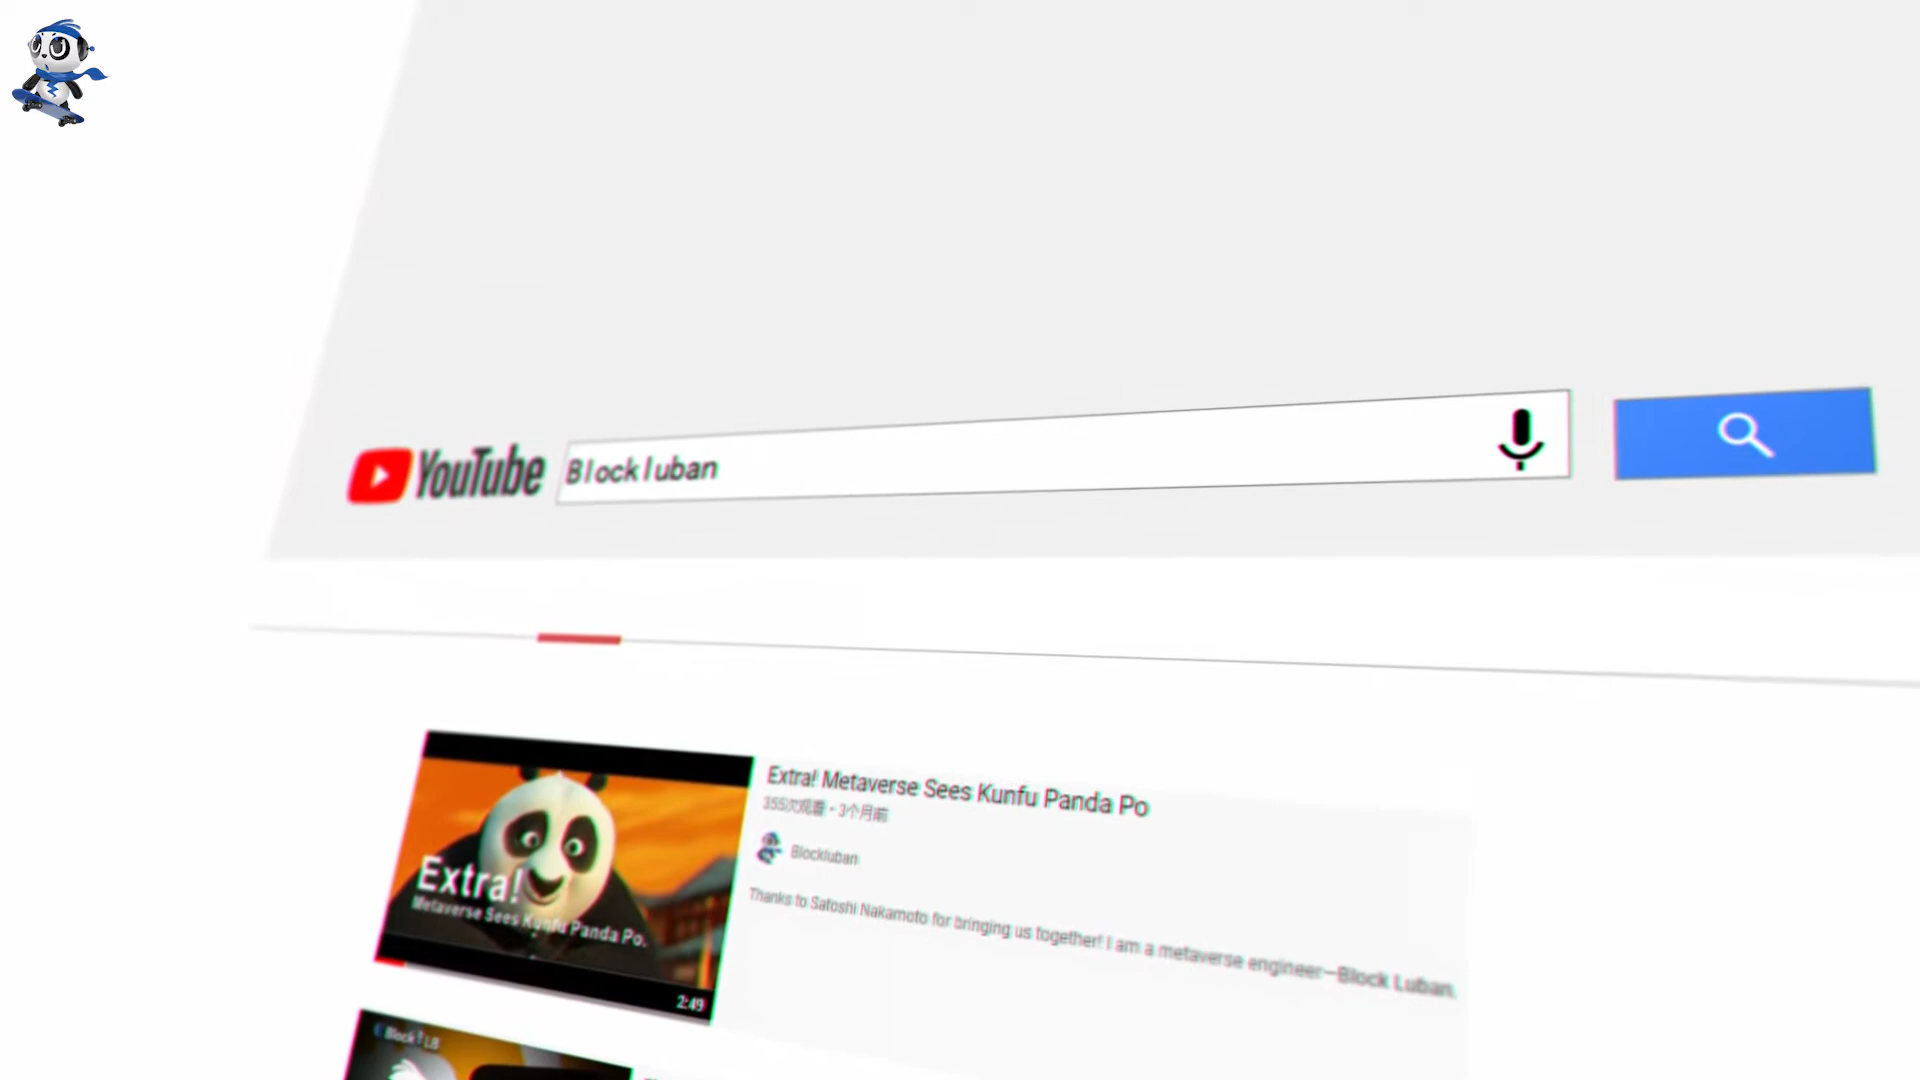 YouTube
Blockluban
Extra! Metaverse Sees Kunfu Panda Po
355次观看・3个月前
Blockluban
Thanks to Satoshi Nakamoto for bringing us together! I am a metaverse engineer—Block Luban.
Extra!
Metaverse Sees Kunfu Panda Po.
2:49
Block LB